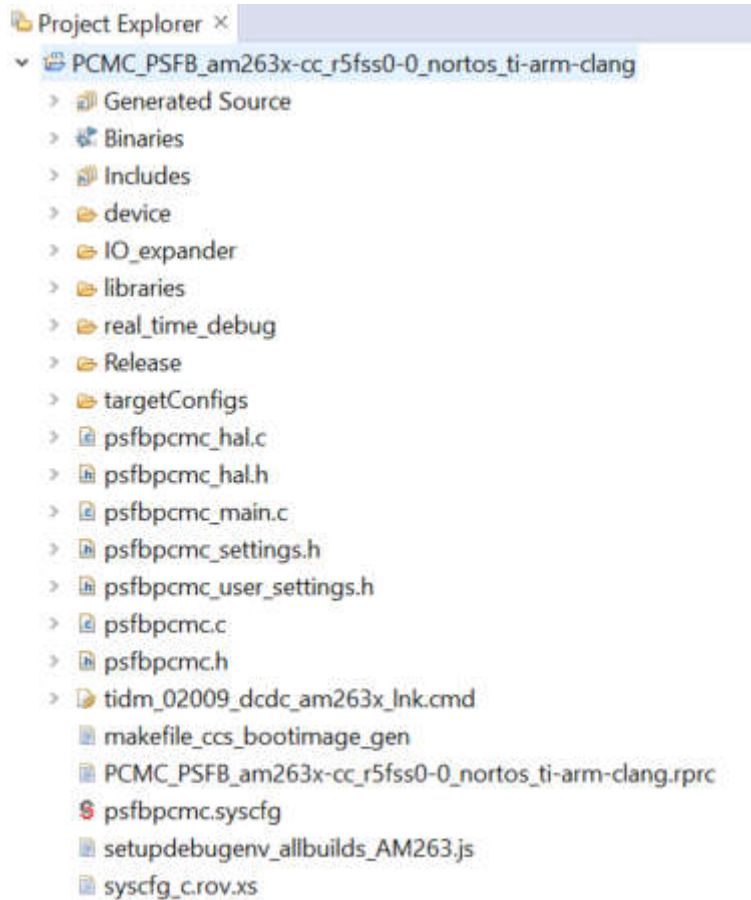 Project Explorer
PCMC_PSFB_am263x-cc_r5fss0-0_nortos_ti-arm-clang
Generated Source
Binaries
Includes
device
IO_expander
libraries
real_time_debug
Release
targetConfigs
psfbpcmc_hal.c
psfbpcmc_hal.h
psfbpcmc_main.c
psfbpcmc_settings.h
psfbpcmc_user_settings.h
psfbpcmc.c
psfbpcmc.h
tidm_02009_dcdc_am263x_lnk.cmd
makefile_ccs_bootimage_gen
PCMC_PSFB_am263x-cc_r5fss0-0_nortos_ti-arm-clang.rprc
psfbpcmc.syscfg
setupdebugenv_allbuilds_AM263.js
syscfg_c.rov.xs